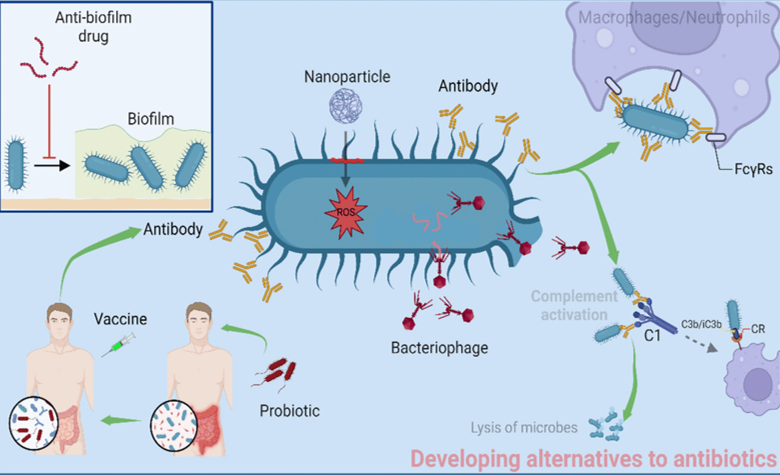 Anti-biofilm
drug
Biofilm
Nanoparticle
Antibody
Macrophages/Neutrophils
FcγRs
ROS
Antibody
Vaccine
Probiotic
Bacteriophage
Complement
activation
C1
C3b/iC3b
CR
Lysis of microbes
Developing alternatives to antibiotics